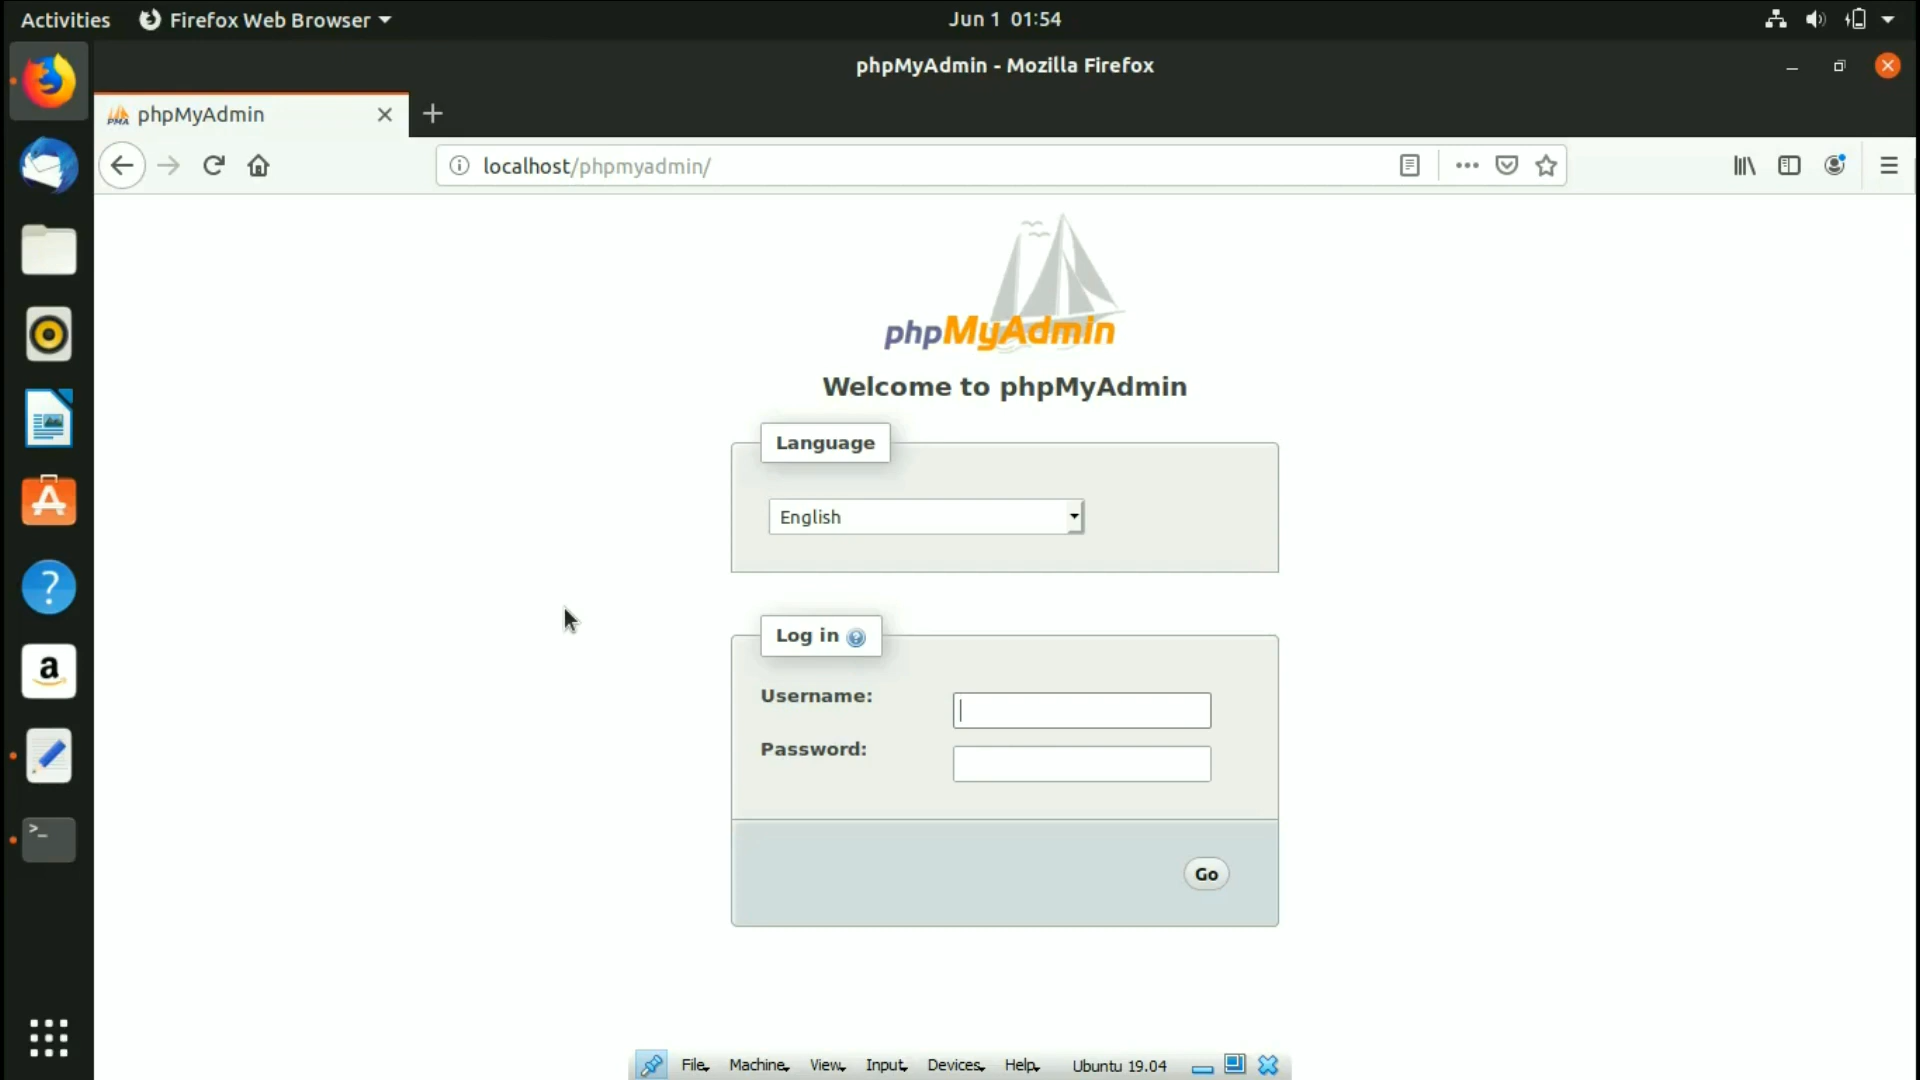 Activities Firefox Web Browser Jun 1 01:54
phpMyAdmin - Mozilla Firefox
PMA phpMyAdmin
localhost/phpmyadmin/
phpMyAdmin
Welcome to phpMyAdmin
Language
English
Log in ?
Username:
Password:
Go
File Machine View Input Devices Help Ubuntu 19.04